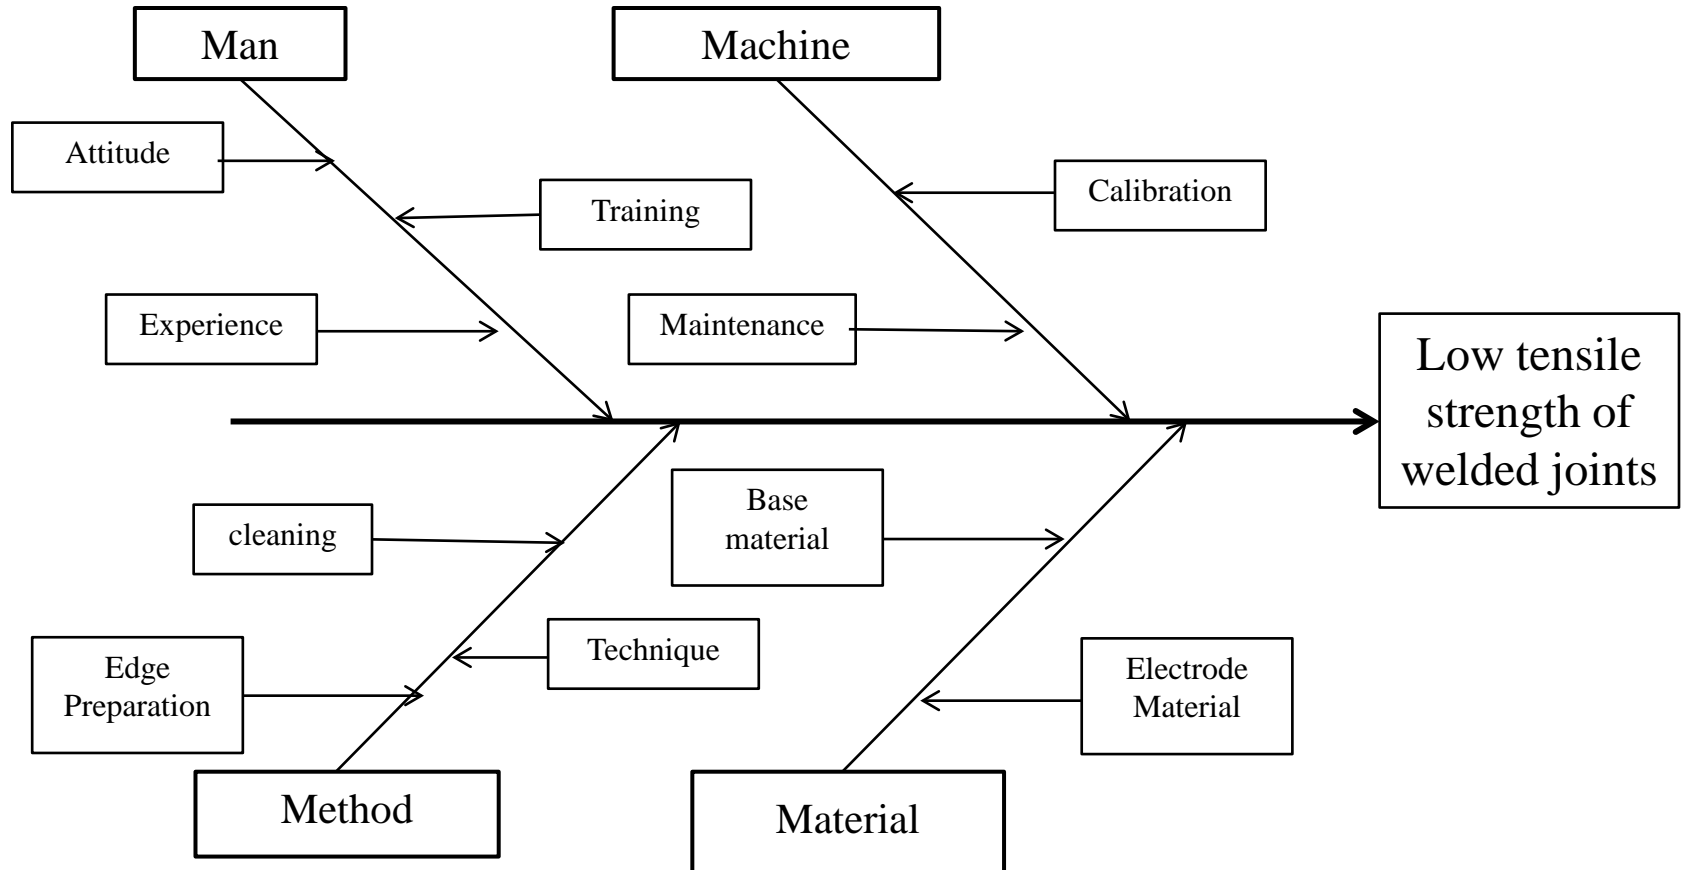 Man
Machine
Attitude
Training
Calibration
Experience
Maintenance
Low tensile
strength of
welded joints
cleaning
Base
material
Edge
Preparation
Technique
Electrode
Material
Method
Material